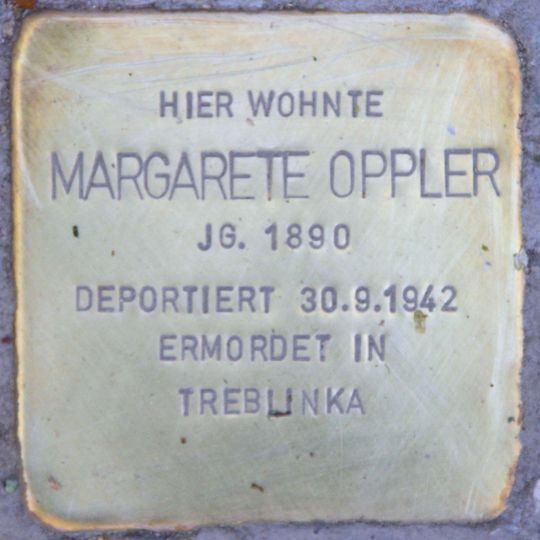 HIER WOHNTE
MARGARETE OPPLER
JG. 1890
DEPORTIERT 30.9.1942
ERMORDET IN
TREBLINKA